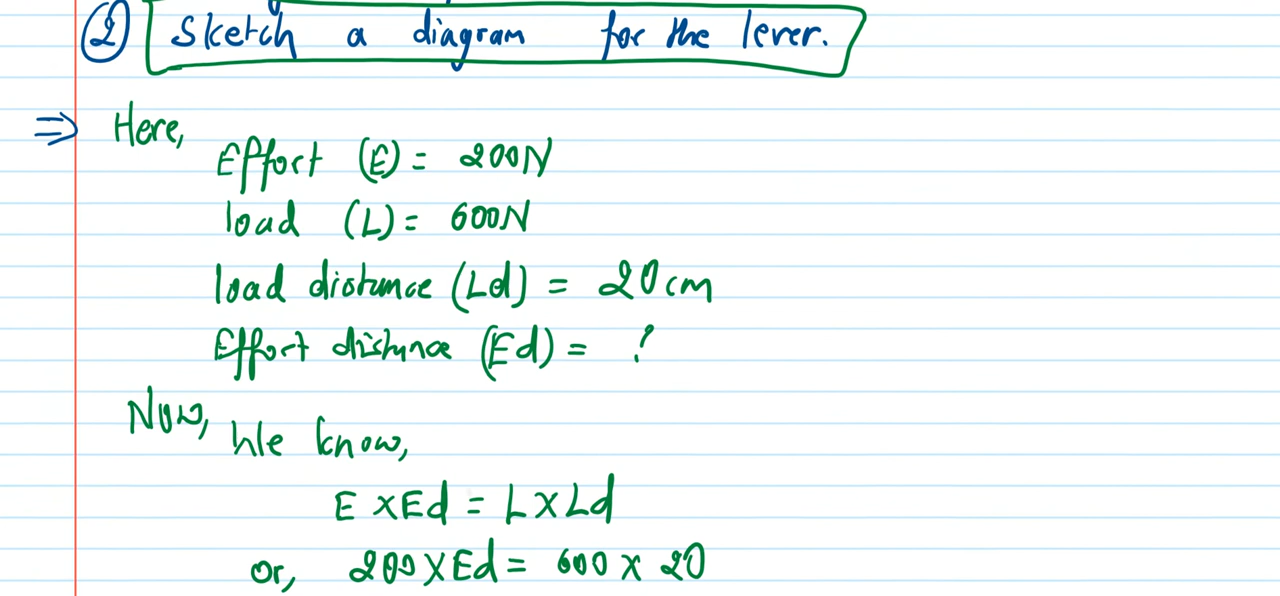 ② Sketch a diagram for the lever.
⇒ Here,
Effort (E) = 200N
load (L) = 600N
load distance (Ld) = 20cm
Effort distance (Ed) = ?
Now,
We know,
E × Ed = L × Ld
or, 200 × Ed = 600 × 20